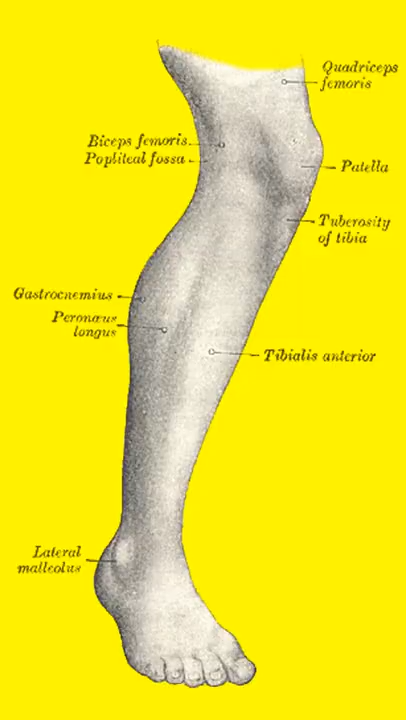 Quadriceps
femoris
Biceps femoris
Popliteal fossa
Patella
Tuberosity
of tibia
Gastrocnemius
Peronæus
longus
Tibialis anterior
Lateral
malleolus